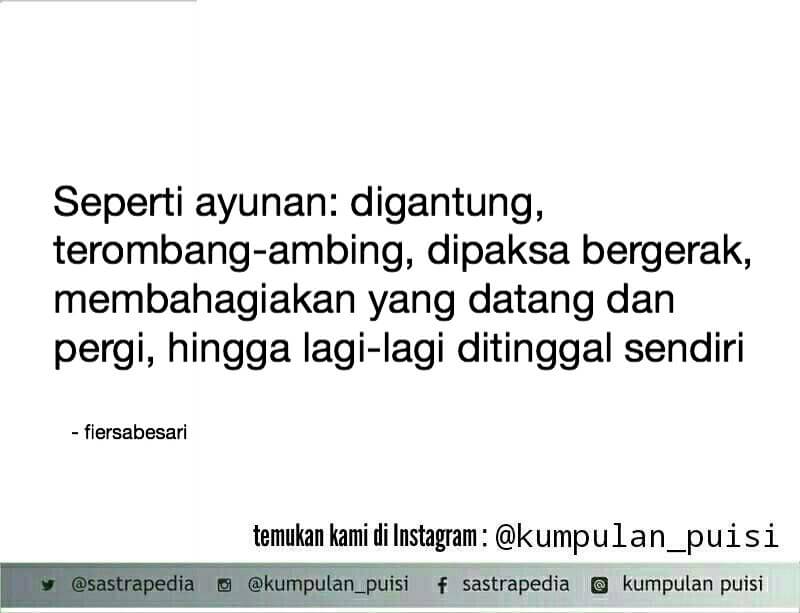 Seperti ayunan: digantung,
terombang-ambing, dipaksa bergerak,
membahagiakan yang datang dan
pergi, hingga lagi-lagi ditinggal sendiri
- fiersabesari
temukan kami di Instagram : @kumpulan_puisi
@sastrapedia @kumpulan_puisi sastrapedia kumpulan puisi